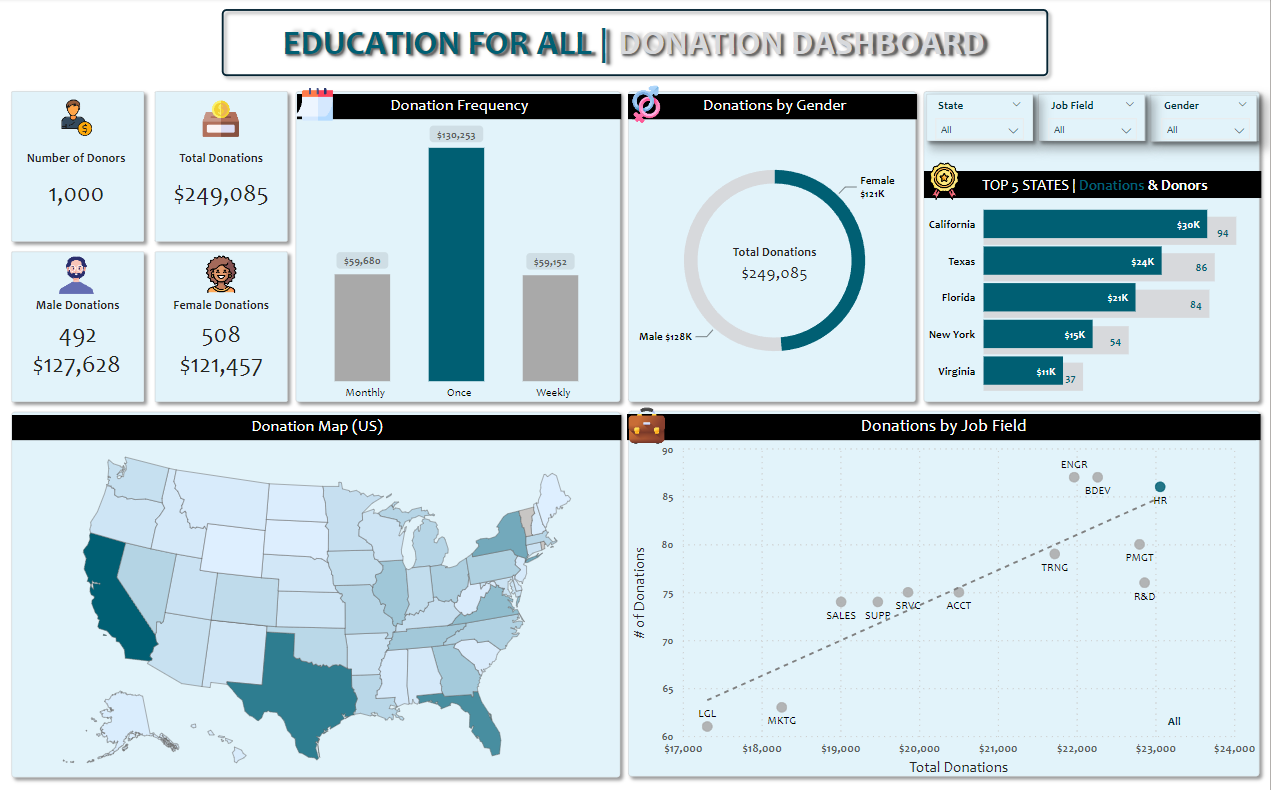 EDUCATION FOR ALL | DONATION DASHBOARD
Number of Donors
1,000
Total Donations
$249,085
Male Donations
492
$127,628
Female Donations
508
$121,457
Donation Frequency
$130,253
$59,680
$59,152
Monthly
Once
Weekly
Donations by Gender
Female
$121K
Total Donations
$249,085
Male $128K
State
All
Job Field
All
Gender
All
TOP 5 STATES | Donations & Donors
California
$30K
94
Texas
$24K
86
Florida
$21K
84
New York
$15K
54
Virginia
$11K
37
Donation Map (US)
Donations by Job Field
# of Donations
90
85
80
75
70
65
60
ENGR
BDEV
HR
PMGT
TRNG
R&D
SALES
SUPP
SRVC
ACCT
LGL
MKTG
All
$17,000
$18,000
$19,000
$20,000
$21,000
$22,000
$23,000
$24,000
Total Donations